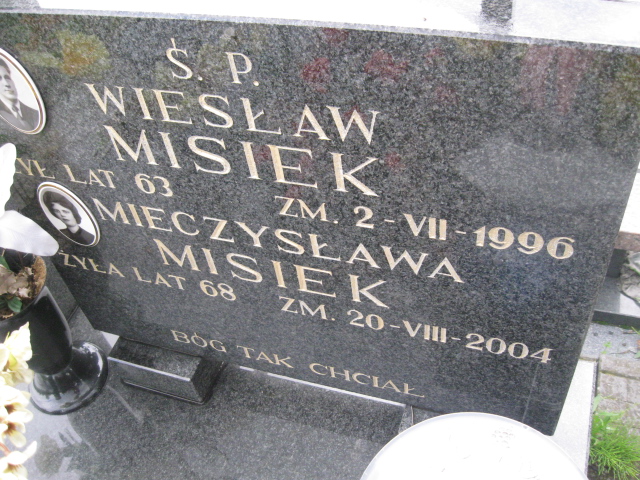 Ś. P.
WIESŁAW
MISIEK
ŻYŁ LAT 63 ZM. 2-VII-1996
MIECZYSŁAWA
MISIEK
ŻYŁA LAT 68 ZM. 20-VIII-2004
BÓG TAK CHCIAŁ